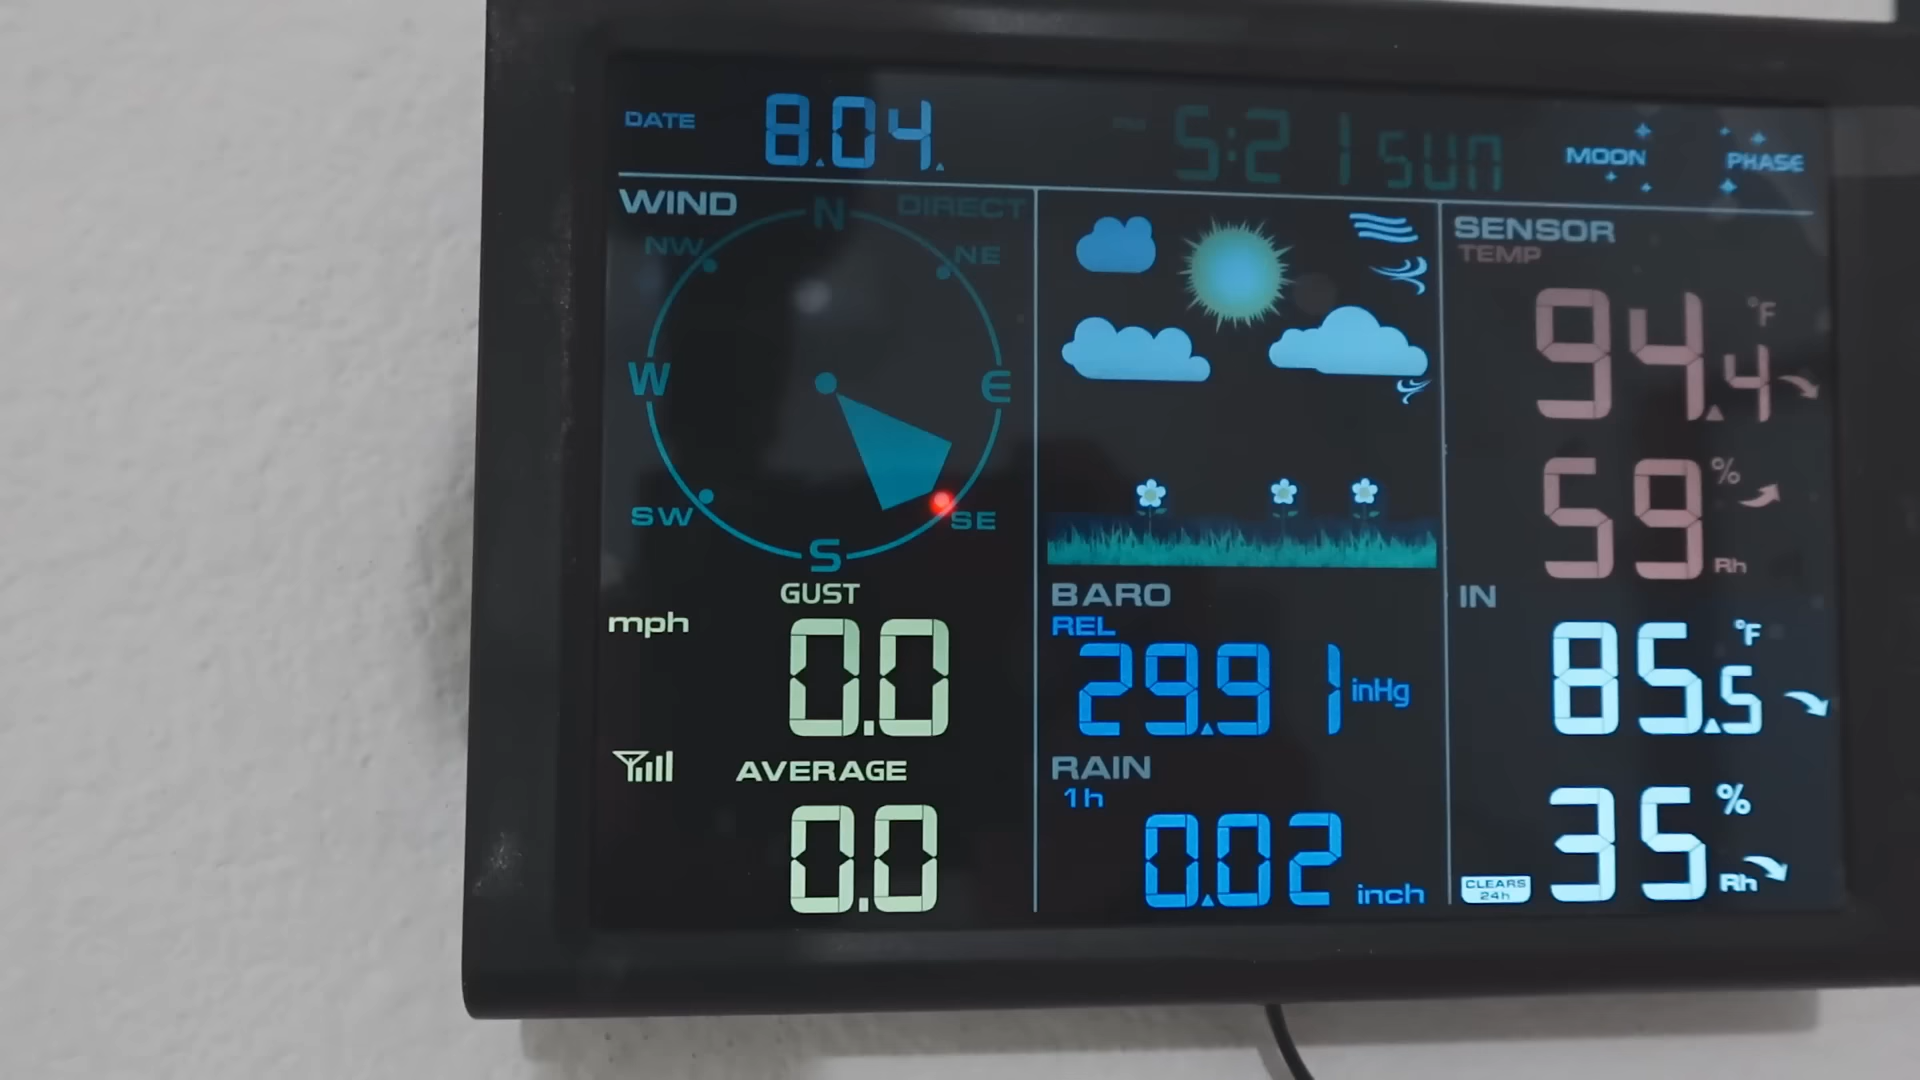 DATE 8.04.
PM 5:21 SUN
MOON PHASE
WIND DIRECT
N
NW NE
W E
SW SE
S
GUST
mph 0.0
AVERAGE
0.0
BARO
REL
29.91 inHg
RAIN
1h
0.02 inch
SENSOR
TEMP
94.4 °F
59 % Rh
IN
85.5 °F
35 % Rh
CLEARS
24h